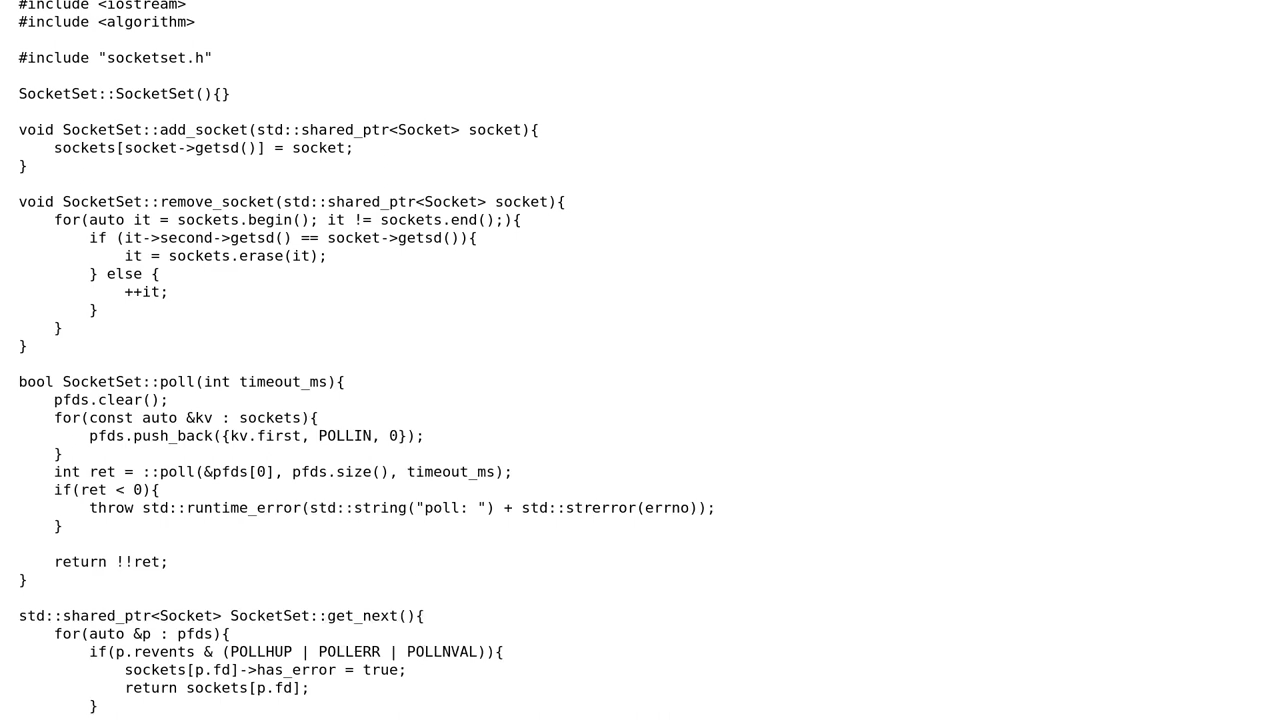 #include <iostream>
#include <algorithm>

#include "socketset.h"

SocketSet::SocketSet(){}

void SocketSet::add_socket(std::shared_ptr<Socket> socket){
    sockets[socket->getsd()] = socket;
}

void SocketSet::remove_socket(std::shared_ptr<Socket> socket){
    for(auto it = sockets.begin(); it != sockets.end();){
        if (it->second->getsd() == socket->getsd()){
            it = sockets.erase(it);
        } else {
            ++it;
        }
    }
}

bool SocketSet::poll(int timeout_ms){
    pfds.clear();
    for(const auto &kv : sockets){
        pfds.push_back({kv.first, POLLIN, 0});
    }
    int ret = ::poll(&pfds[0], pfds.size(), timeout_ms);
    if(ret < 0){
        throw std::runtime_error(std::string("poll: ") + std::strerror(errno));
    }

    return !!ret;
}

std::shared_ptr<Socket> SocketSet::get_next(){
    for(auto &p : pfds){
        if(p.revents & (POLLHUP | POLLERR | POLLNVAL)){
            sockets[p.fd]->has_error = true;
            return sockets[p.fd];
        }